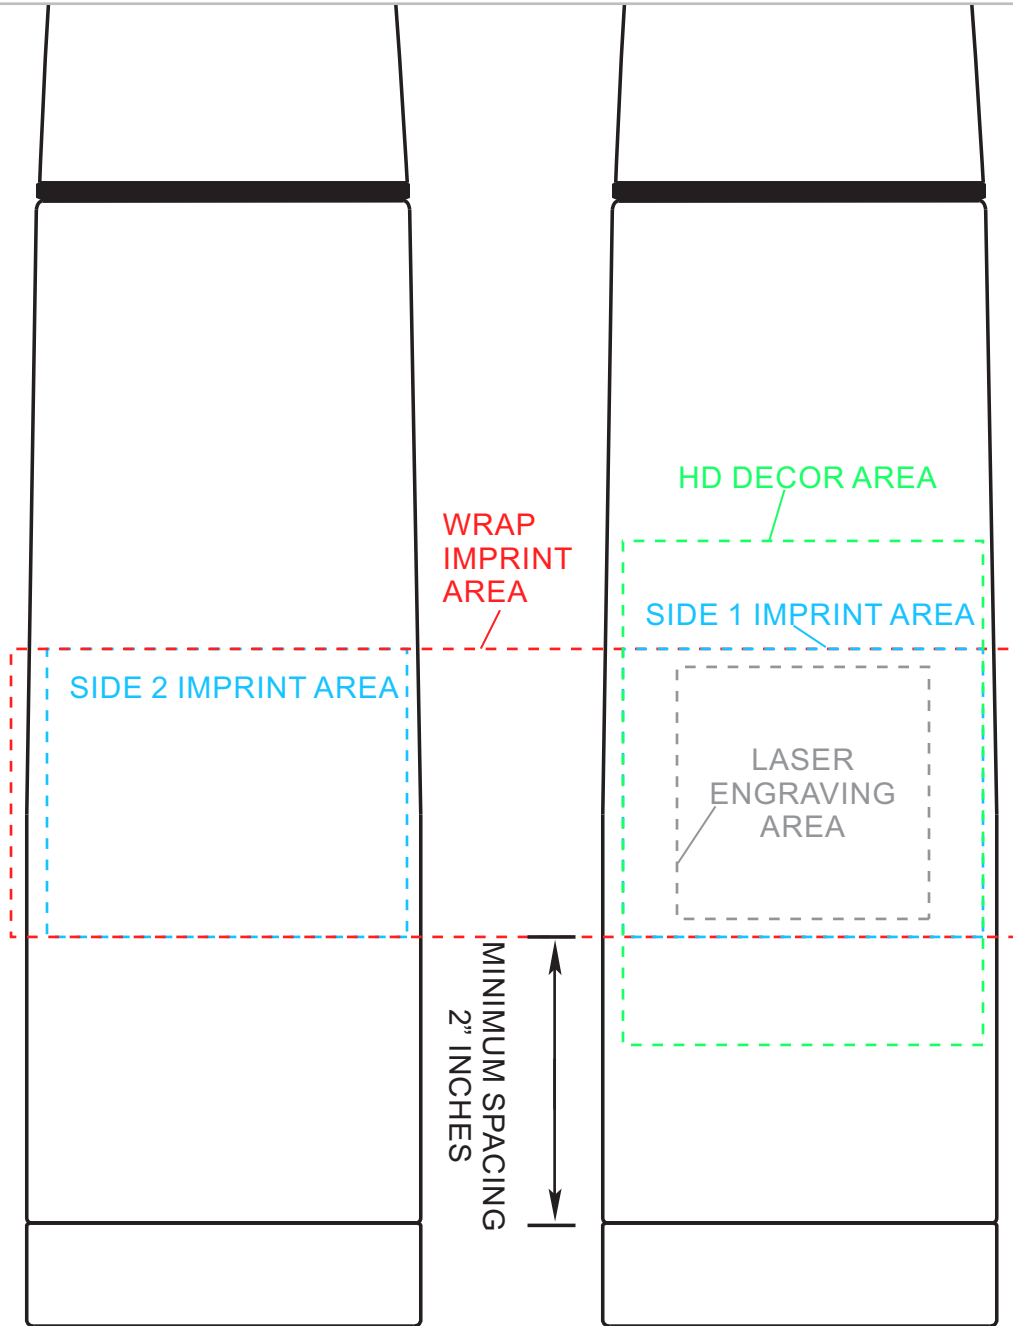 HD DECOR AREA
WRAP
IMPRINT
AREA
SIDE 1 IMPRINT AREA
SIDE 2 IMPRINT AREA
LASER
ENGRAVING
AREA
MINIMUM SPACING
2” INCHES